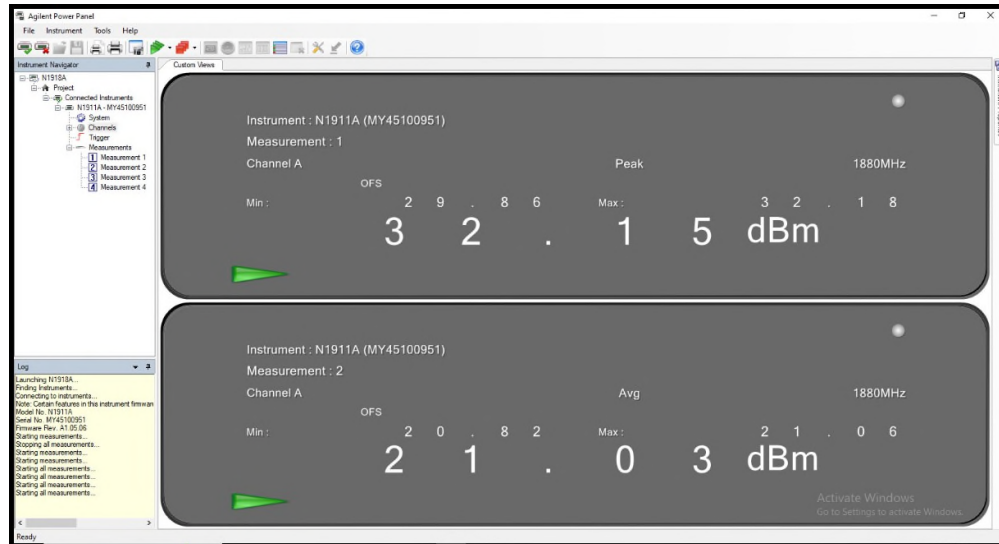 Agilent Power Panel
File Instrument Tools Help
Instrument Navigator
N1918A
Project
Connected Instruments
N1911A - MY45100951
System
Channels
Trigger
Measurements
1 Measurement 1
2 Measurement 2
3 Measurement 3
4 Measurement 4
Custom Views
Instrument : N1911A (MY45100951)
Measurement : 1
Channel A Peak 1880MHz
OFS
Min : 29.86 Max : 32.18
32.15 dBm
Instrument : N1911A (MY45100951)
Measurement : 2
Channel A Avg 1880MHz
OFS
Min : 20.82 Max : 21.06
21.03 dBm
Activate Windows
Go to Settings to activate Windows.
Log
Launching N1918A...
Finding Instruments...
Connecting to instruments...
Note: Certain features in this instrument firmwar
Model No. N1911A
Serial No. MY45100951
Firmware Rev. A1.05.06
Starting measurements...
Stopping all measurements...
Starting measurements...
Starting measurements...
Starting all measurements...
Starting all measurements...
Starting all measurements...
Starting all measurements...
Ready